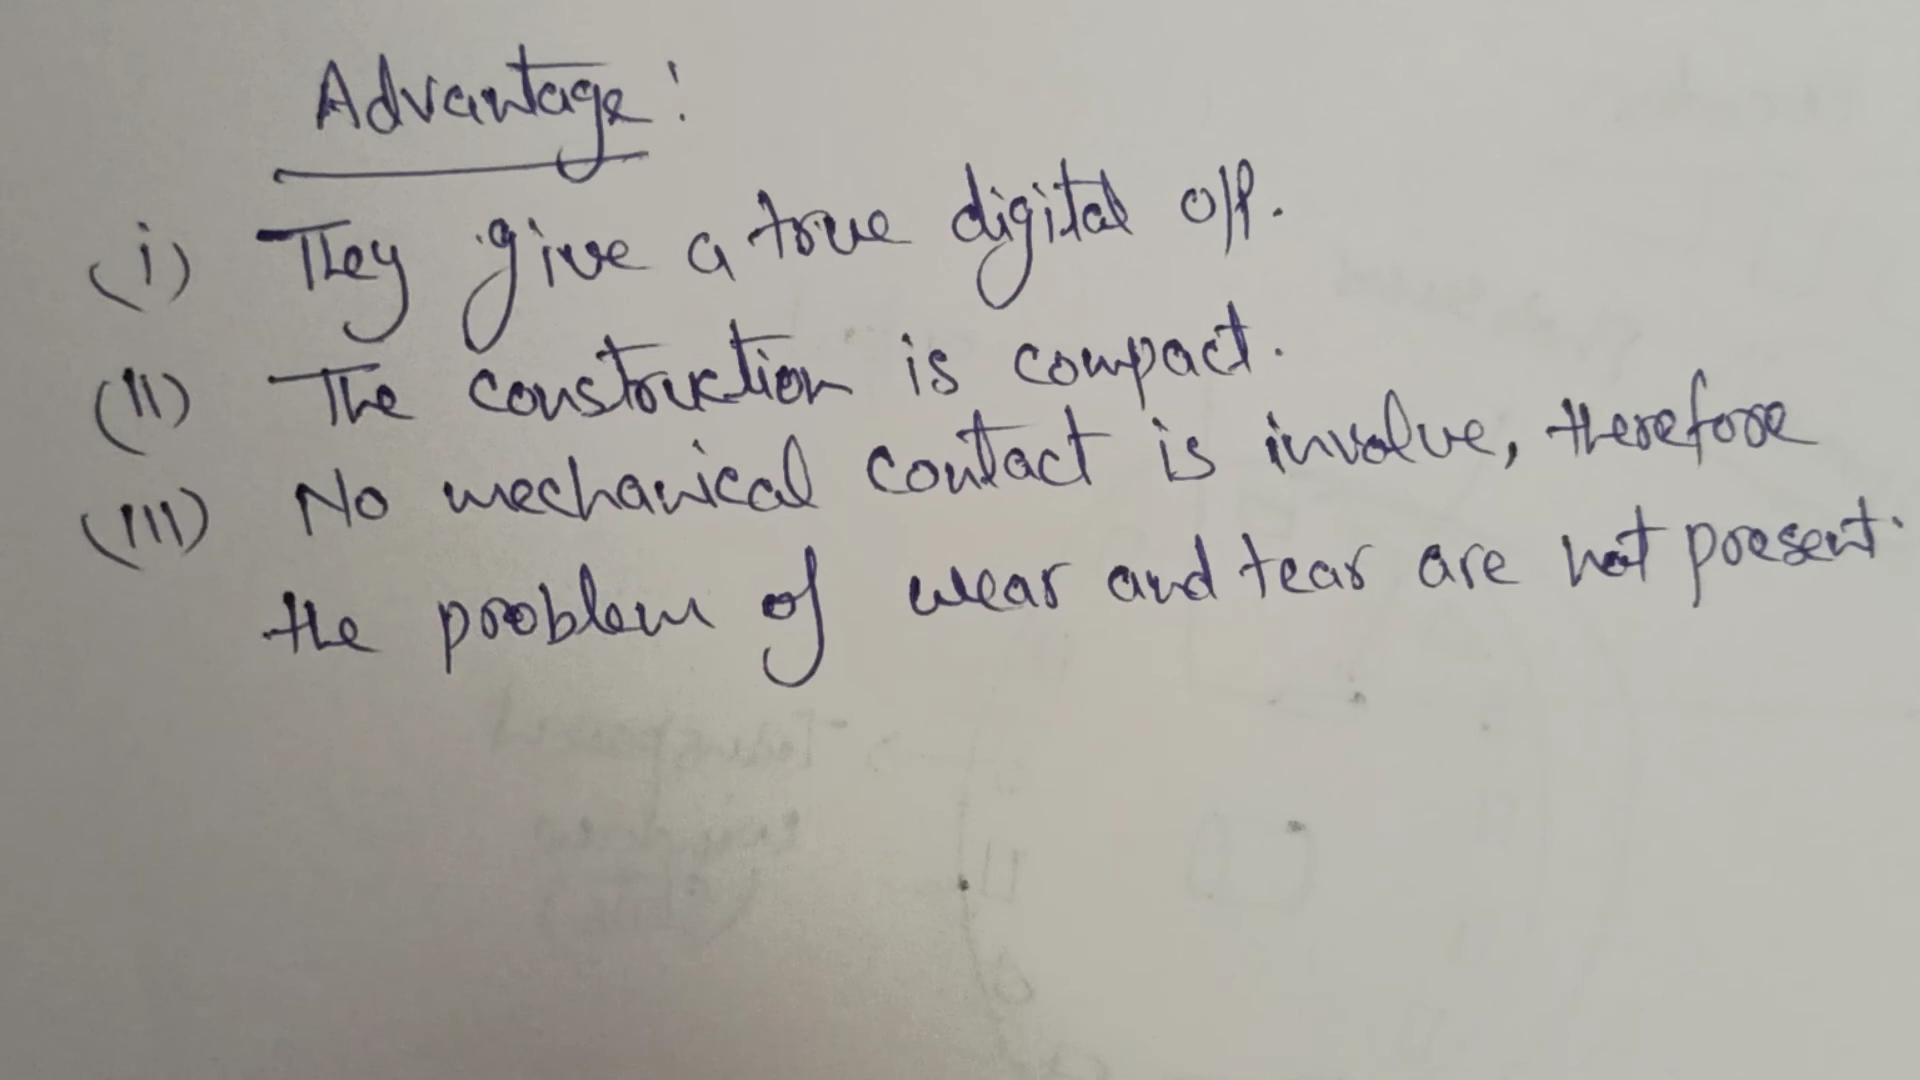 Advantage:
(i) They give a true digital o/p.
(II) The construction is compact.
(III) No mechanical contact is involve, therefore
the problem of wear and tear are not present.